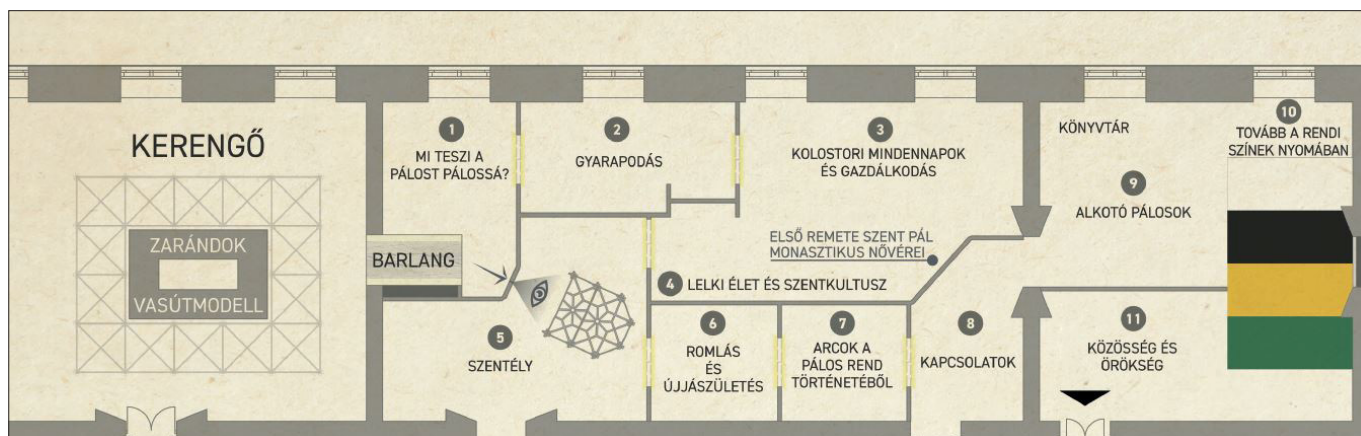 KERENGŐ
ZARÁNDOK
VASÚTMODELL
1
MI TESZI A
PÁLOST PÁLOSSÁ?
BARLANG
2
GYARAPODÁS
3
KOLOSTORI MINDENNAPOK
ÉS GAZDÁLKODÁS
ELSŐ REMETE SZENT PÁL
MONASZTIKUS NŐVÉREI
4 LELKI ÉLET ÉS SZENTKULTUSZ
5
SZENTÉLY
6
ROMLÁS
ÉS
ÚJJÁSZÜLETÉS
7
ARCOK A
PÁLOS REND
TÖRTÉNETÉBŐL
8
KAPCSOLATOK
KÖNYVTÁR
9
ALKOTÓ PÁLOSOK
10
TOVÁBB A RENDI
SZÍNEK NYOMÁBAN
11
KÖZÖSSÉG ÉS
ÖRÖKSÉG